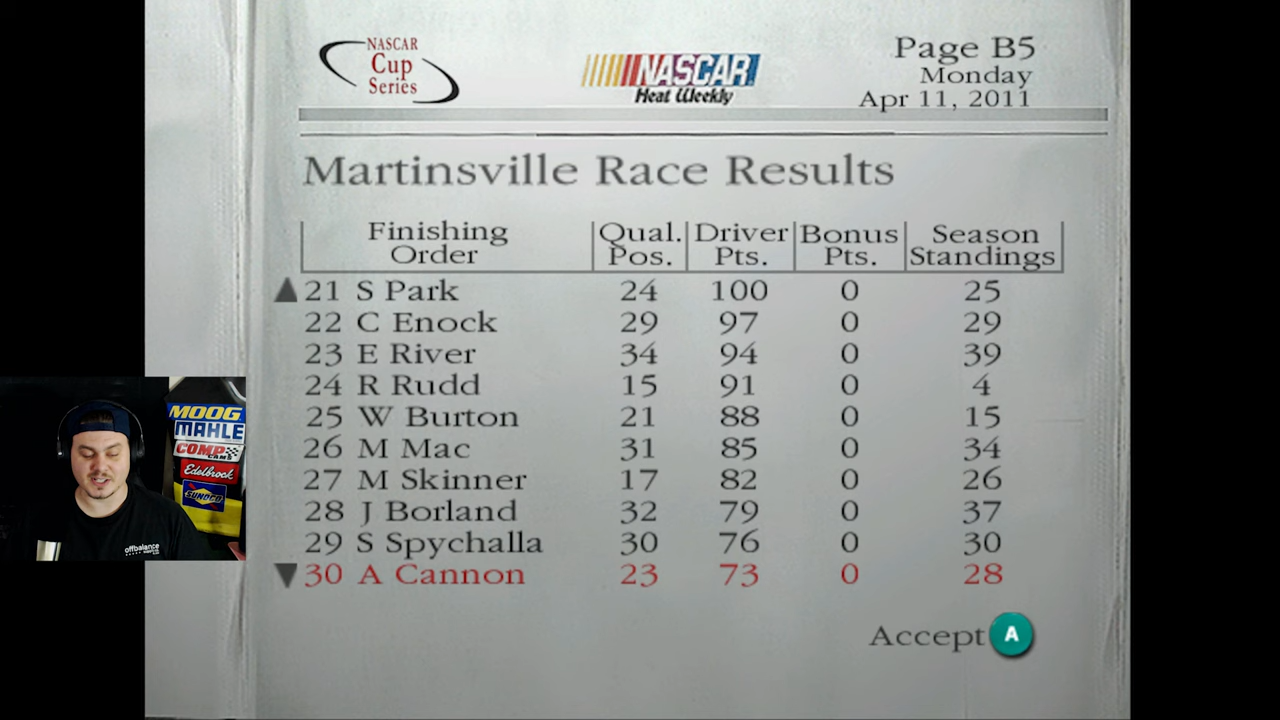 NASCAR
Cup
Series
NASCAR
Heat Weekly
Page B5
Monday
Apr 11, 2011
Martinsville Race Results
Finishing Order Qual. Pos. Driver Pts. Bonus Pts. Season Standings
21 S Park 24 100 0 25
22 C Enock 29 97 0 29
23 E River 34 94 0 39
24 R Rudd 15 91 0 4
25 W Burton 21 88 0 15
26 M Mac 31 85 0 34
27 M Skinner 17 82 0 26
28 J Borland 32 79 0 37
29 S Spychalla 30 76 0 30
30 A Cannon 23 73 0 28
Accept A
MOOG
MAHLE
COMP
CAMS
Edelbrock
SUNOCO
offbalance